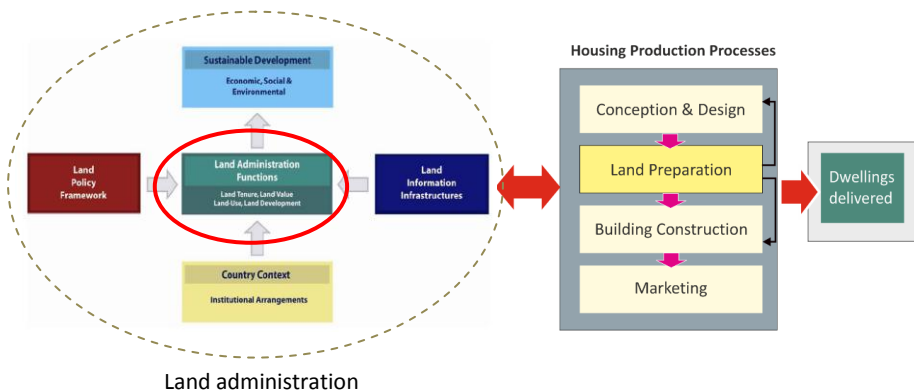 Sustainable Development
Economic, Social &
Environmental
Land
Policy
Framework
Land Administration
Functions
Land Tenure, Land Value
Land-Use, Land Development
Land
Information
Infrastructures
Country Context
Institutional Arrangements
Land administration
Housing Production Processes
Conception & Design
Land Preparation
Building Construction
Marketing
Dwellings
delivered